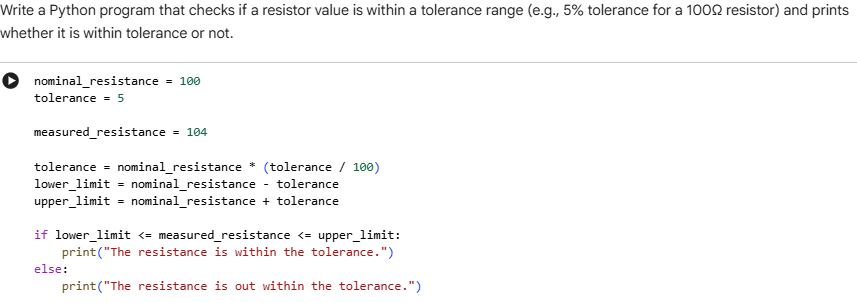 Write a Python program that checks if a resistor value is within a tolerance range (e.g., 5% tolerance for a 100Ω resistor) and prints
whether it is within tolerance or not.
nominal_resistance = 100
tolerance = 5
measured_resistance = 104
tolerance = nominal_resistance * (tolerance / 100)
lower_limit = nominal_resistance - tolerance
upper_limit = nominal_resistance + tolerance
if lower_limit <= measured_resistance <= upper_limit:
    print("The resistance is within the tolerance.")
else:
    print("The resistance is out within the tolerance.")